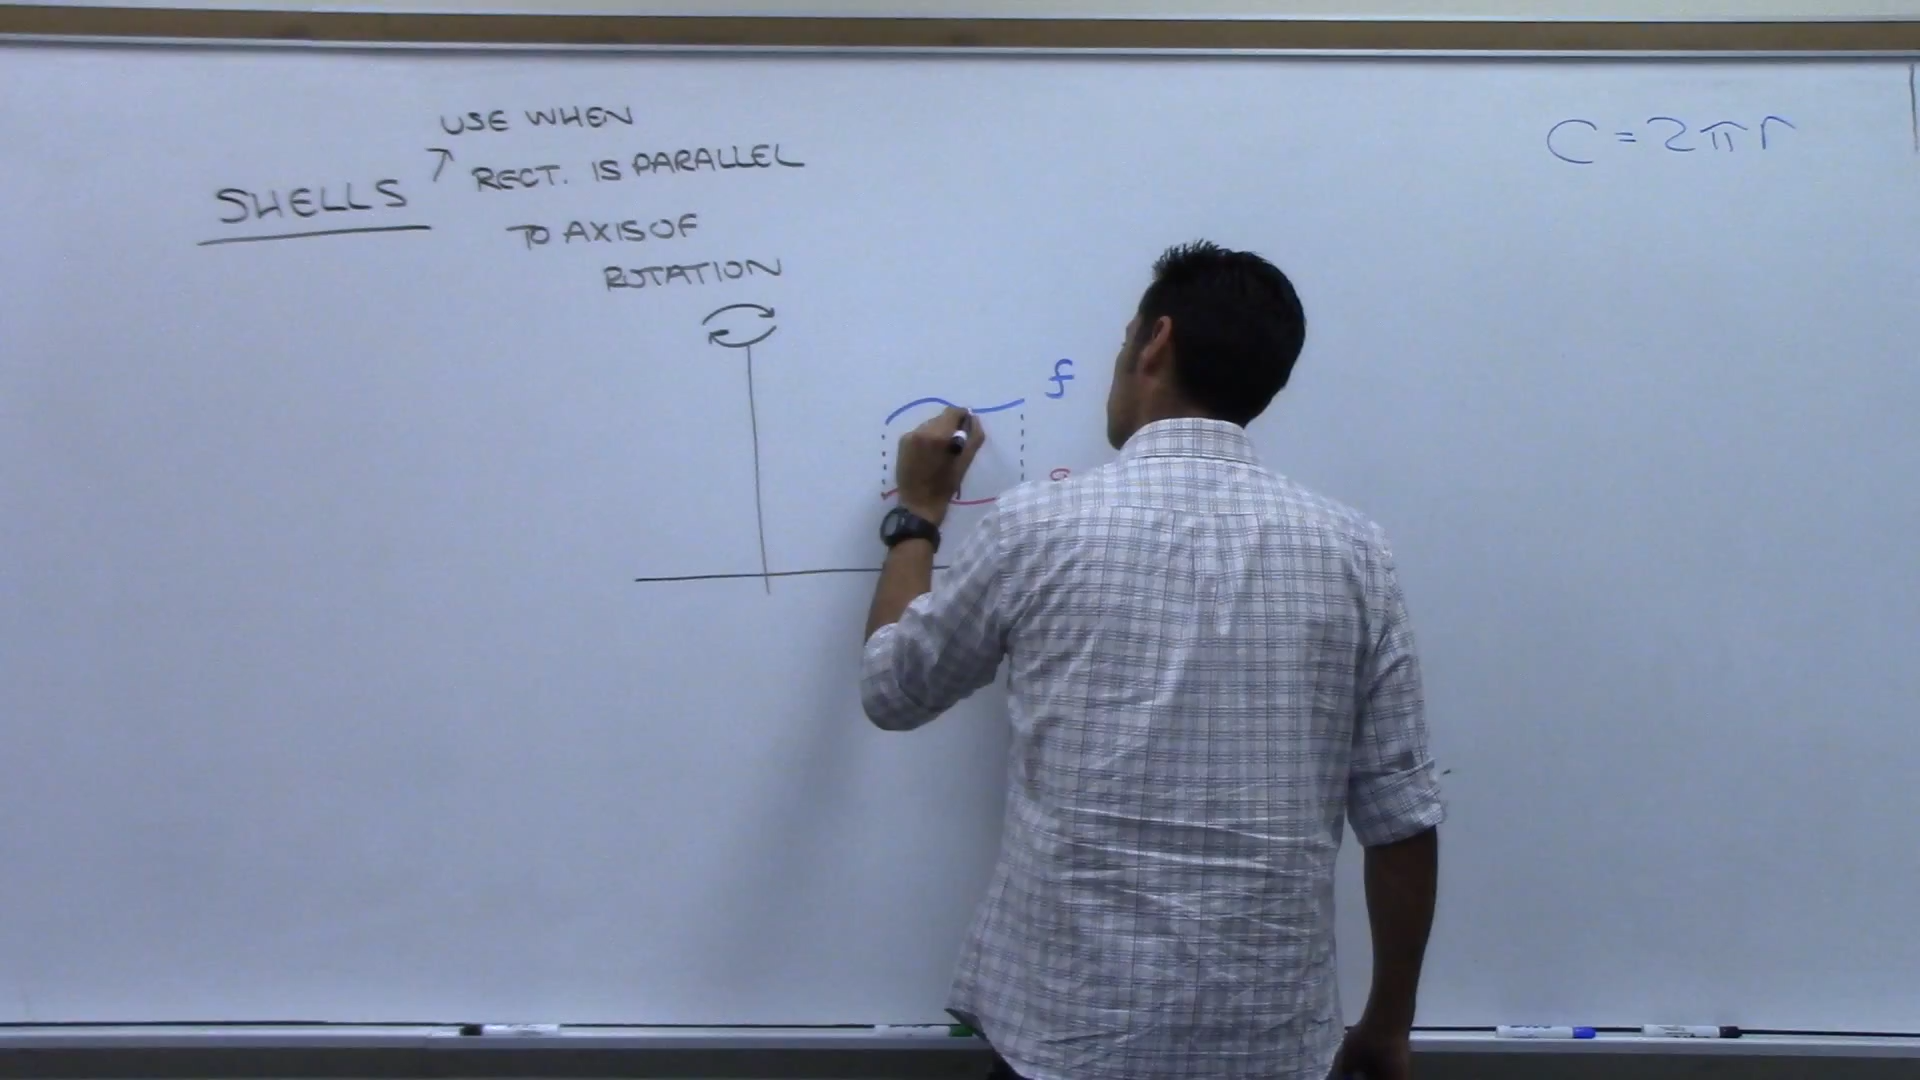 USE WHEN
SHELLS
RECT. IS PARALLEL
TO AXIS OF
ROTATION
C = 2πr
f